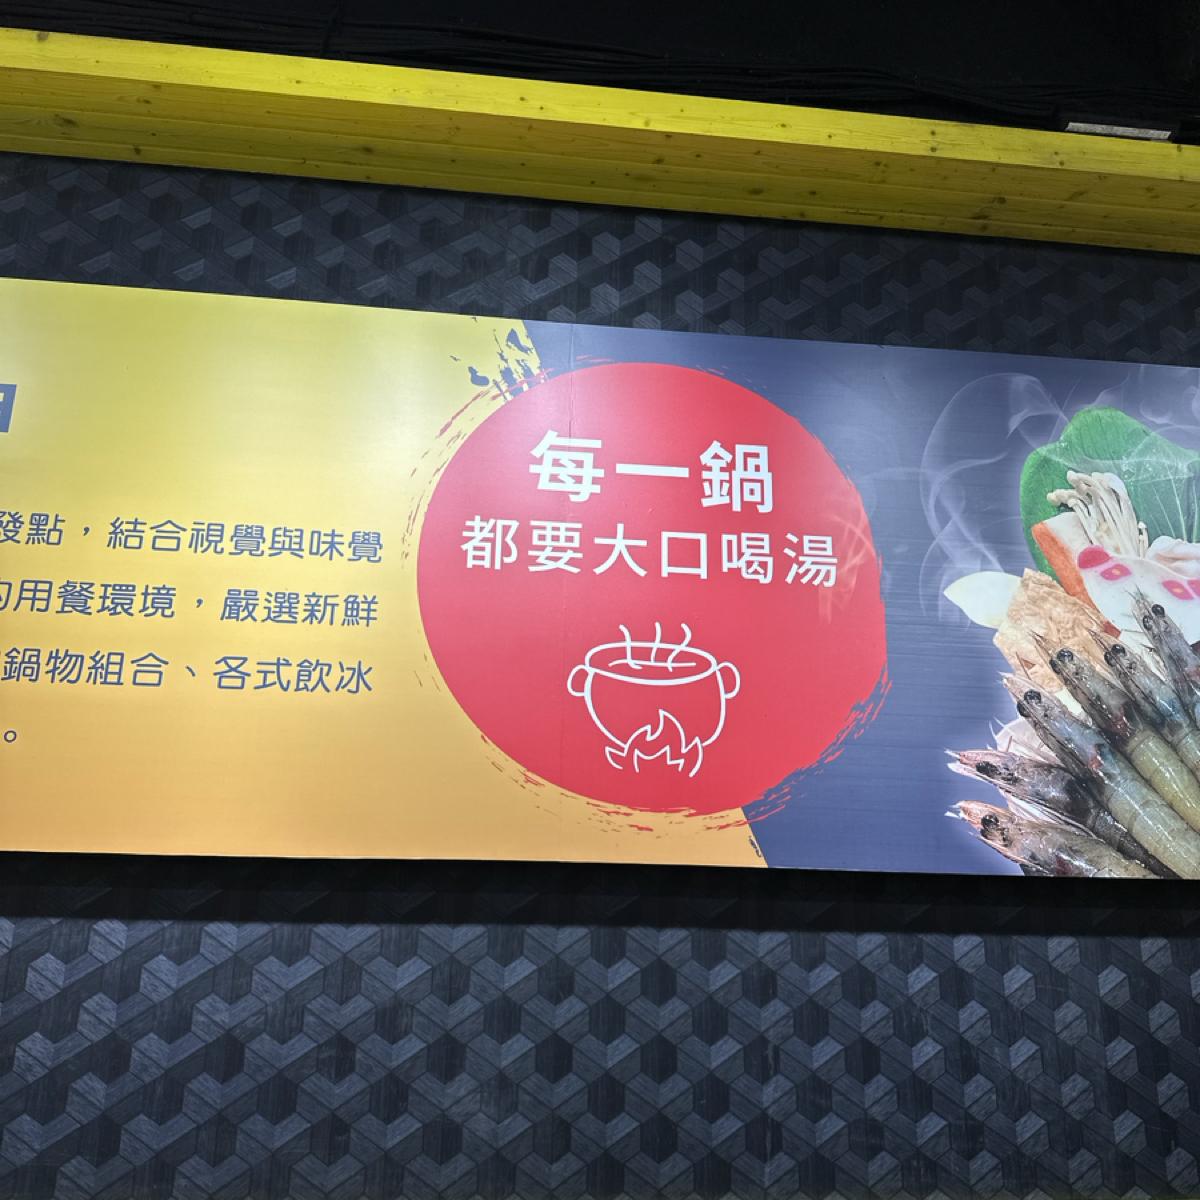 發點，結合視覺與味覺
的用餐環境，嚴選新鮮
鍋物組合、各式飲冰
。
每一鍋
都要大口喝湯